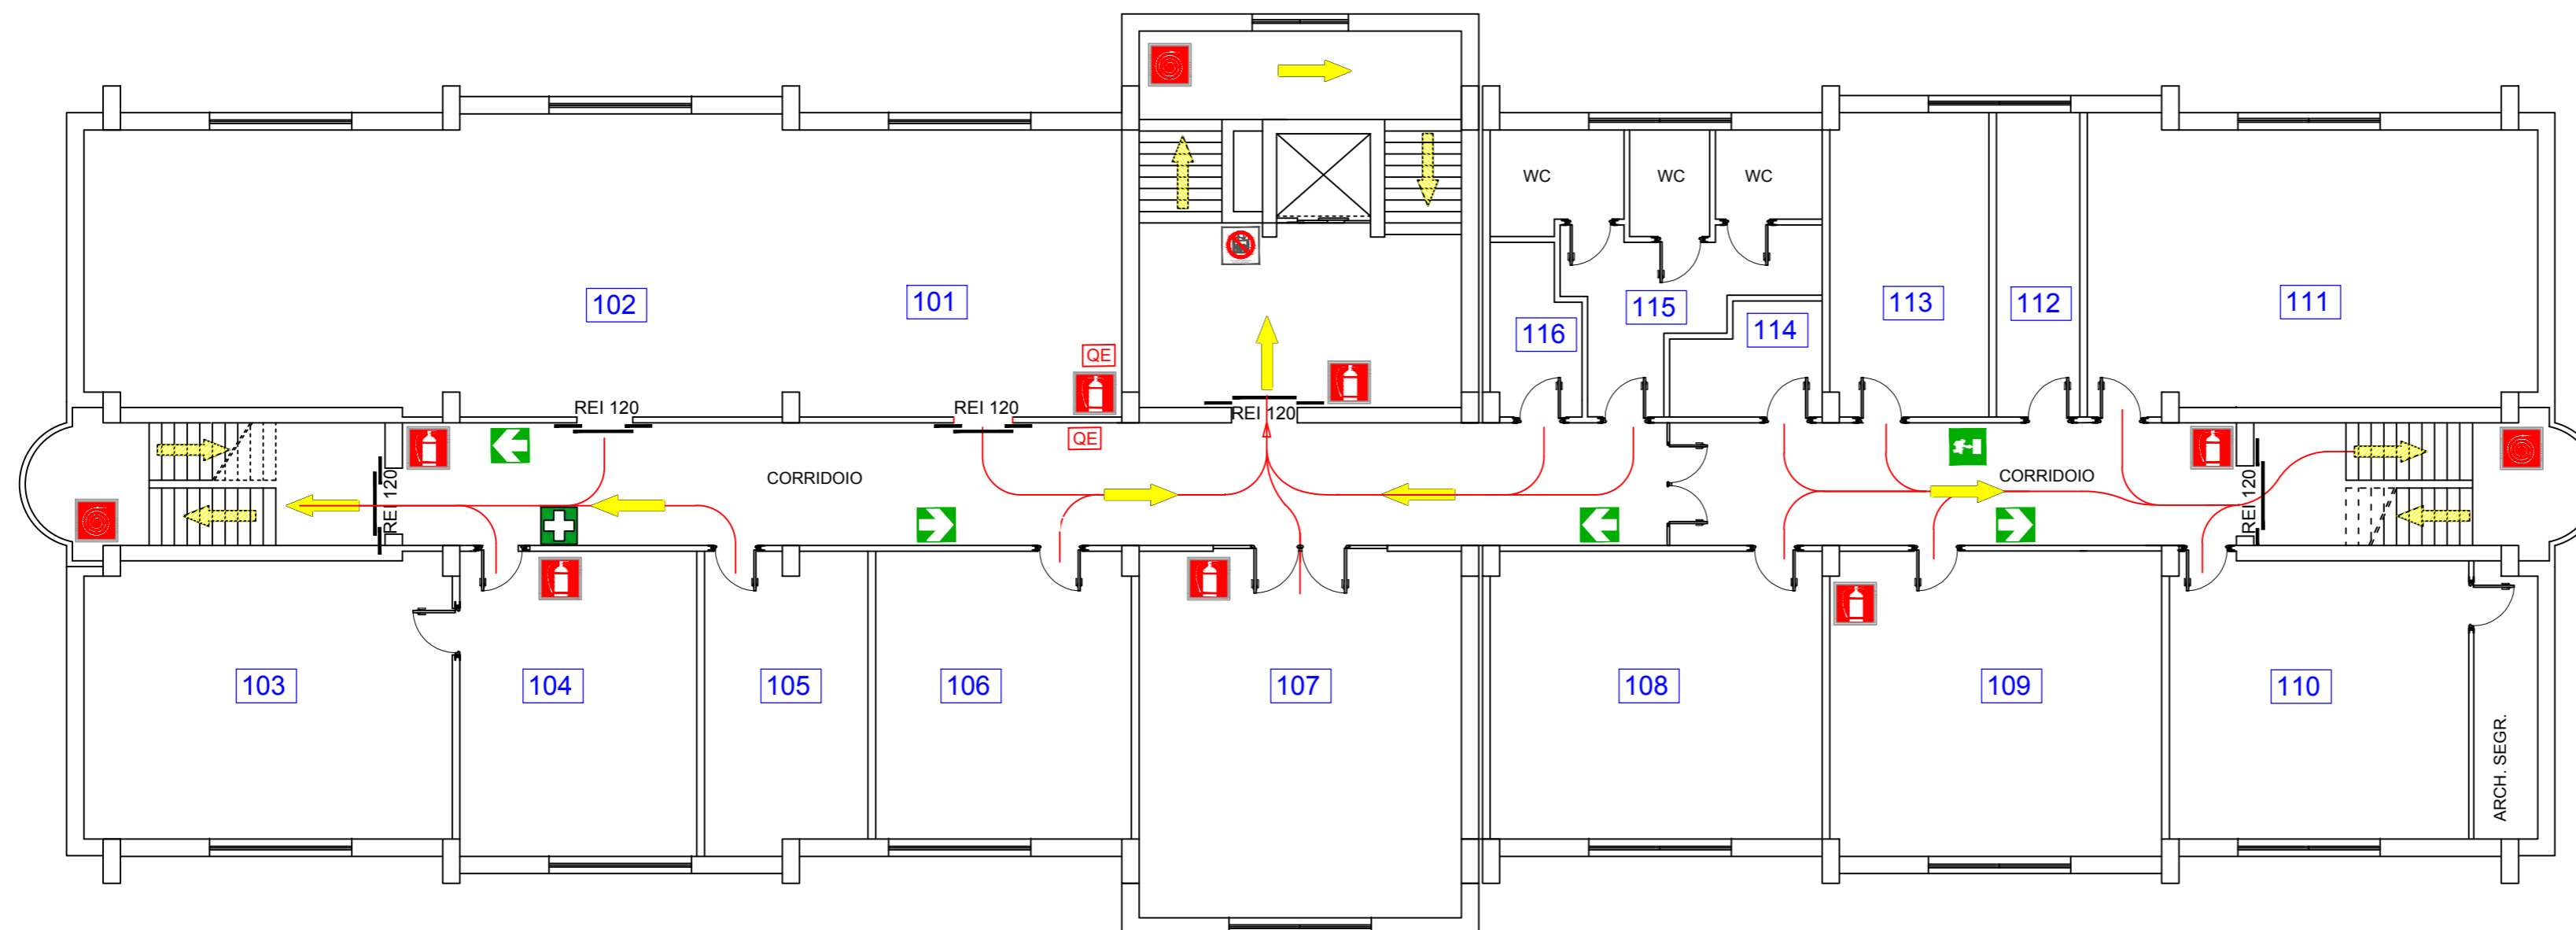 WC
WC
WC
102
101
115
116
114
113
112
111
QE
REI 120
REI 120
REI 120
QE
CORRIDOIO
CORRIDOIO
REI 120
REI 120
103
104
105
106
107
108
109
110
ARCH. SEGR.